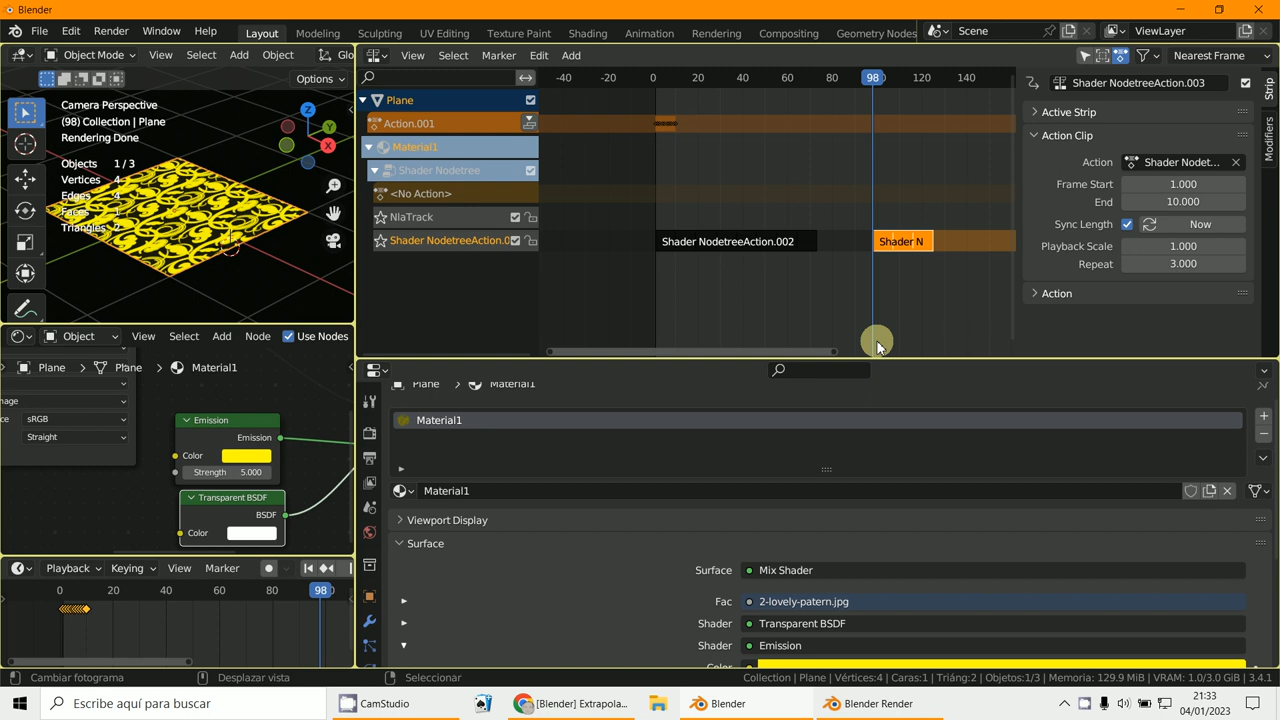 Blender
File Edit Render Window Help
Layout Modeling Sculpting UV Editing Texture Paint Shading Animation Rendering Compositing Geometry Nodes
Scene ViewLayer
Object Mode View Select Add Object Glo
Options
Camera Perspective
(98) Collection | Plane
Rendering Done
Objects 1 / 3
Vertices 4
Edges 4
Faces 1
Triangles 2
X Y Z
View Select Marker Edit Add
Nearest Frame
-40 -20 0 20 40 60 80 98 120 140
Plane
Action.001
Material1
Shader Nodetree
<No Action>
NlaTrack
Shader NodetreeAction.0
Shader NodetreeAction.002
Shader N
Shader NodetreeAction.003
Active Strip
Action Clip
Action Shader Nodet...
Frame Start 1.000
End 10.000
Sync Length Now
Playback Scale 1.000
Repeat 3.000
Action
Strip
Modifiers
Object View Select Add Node Use Nodes
Plane > Plane > Material1
sRGB
Straight
Emission
Emission
Color
Strength 5.000
Transparent BSDF
BSDF
Color
Playback Keying View Marker
0 20 40 60 80 98
Plane > Material1
Material1
Material1
Viewport Display
Surface
Surface Mix Shader
Fac 2-lovely-patern.jpg
Shader Transparent BSDF
Shader Emission
Color
Cambiar fotograma Desplazar vista Seleccionar
Collection | Plane | Vértices:4 | Caras:1 | Triáng:2 | Objetos:1/3 | Memoria: 129.9 MiB | VRAM: 1.0/3.0 GiB | 3.4.1
Escribe aquí para buscar
CamStudio
[Blender] Extrapola...
Blender
Blender Render
21:33
04/01/2023